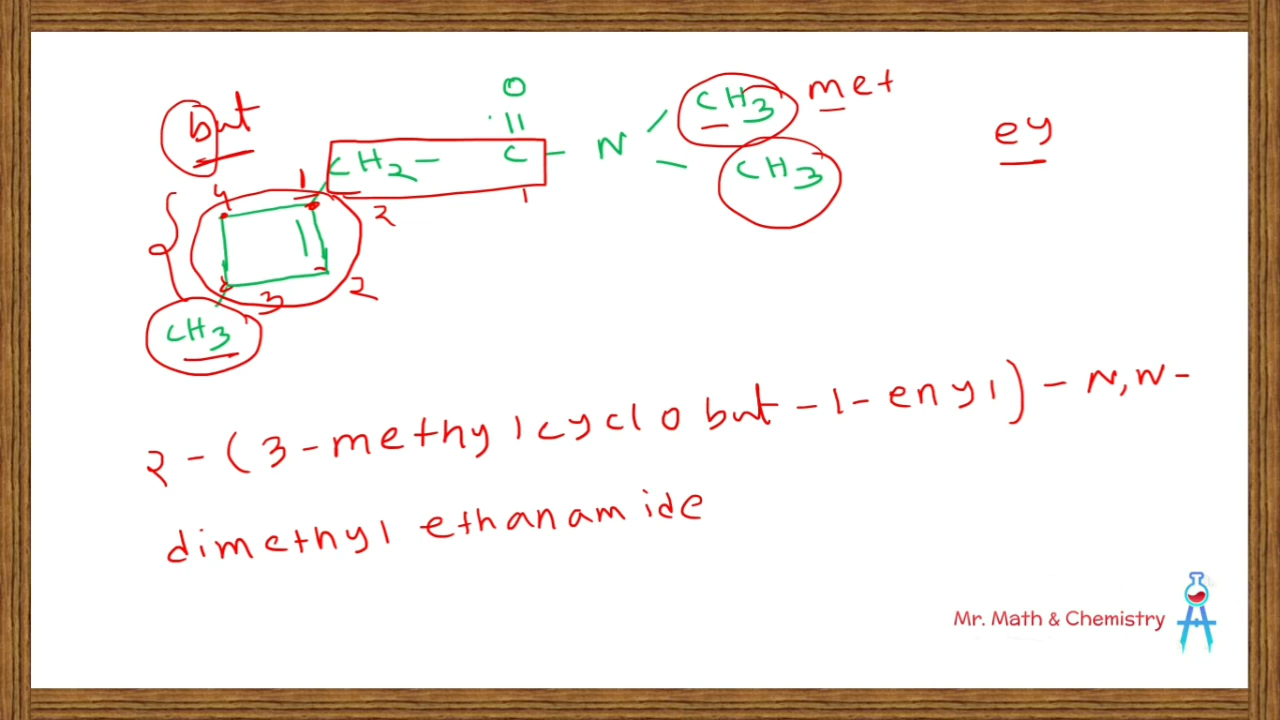 O
but
||
CH3 met
CH2 - C - N
ey
CH3
4 1 2 1
3 2
CH3
2-(3-methylcyclobut-1-enyl)-N,N-
dimethyl ethanamide
Mr. Math & Chemistry